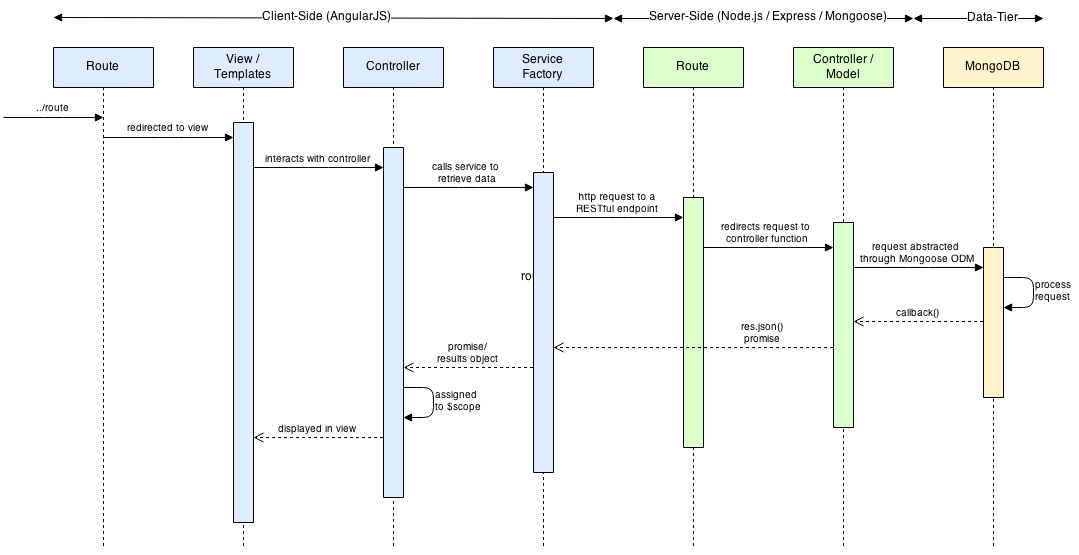 Client-Side (AngularJS)
Server-Side (Node.js / Express / Mongoose)
Data-Tier
Route
View /
Templates
Controller
Service
Factory
Route
Controller /
Model
MongoDB
../route
redirected to view
interacts with controller
calls service to
retrieve data
http request to a
RESTful endpoint
redirects request to
controller function
request abstracted
through Mongoose ODM
process
request
callback()
res.json()
promise
promise/
results object
assigned
to $scope
displayed in view